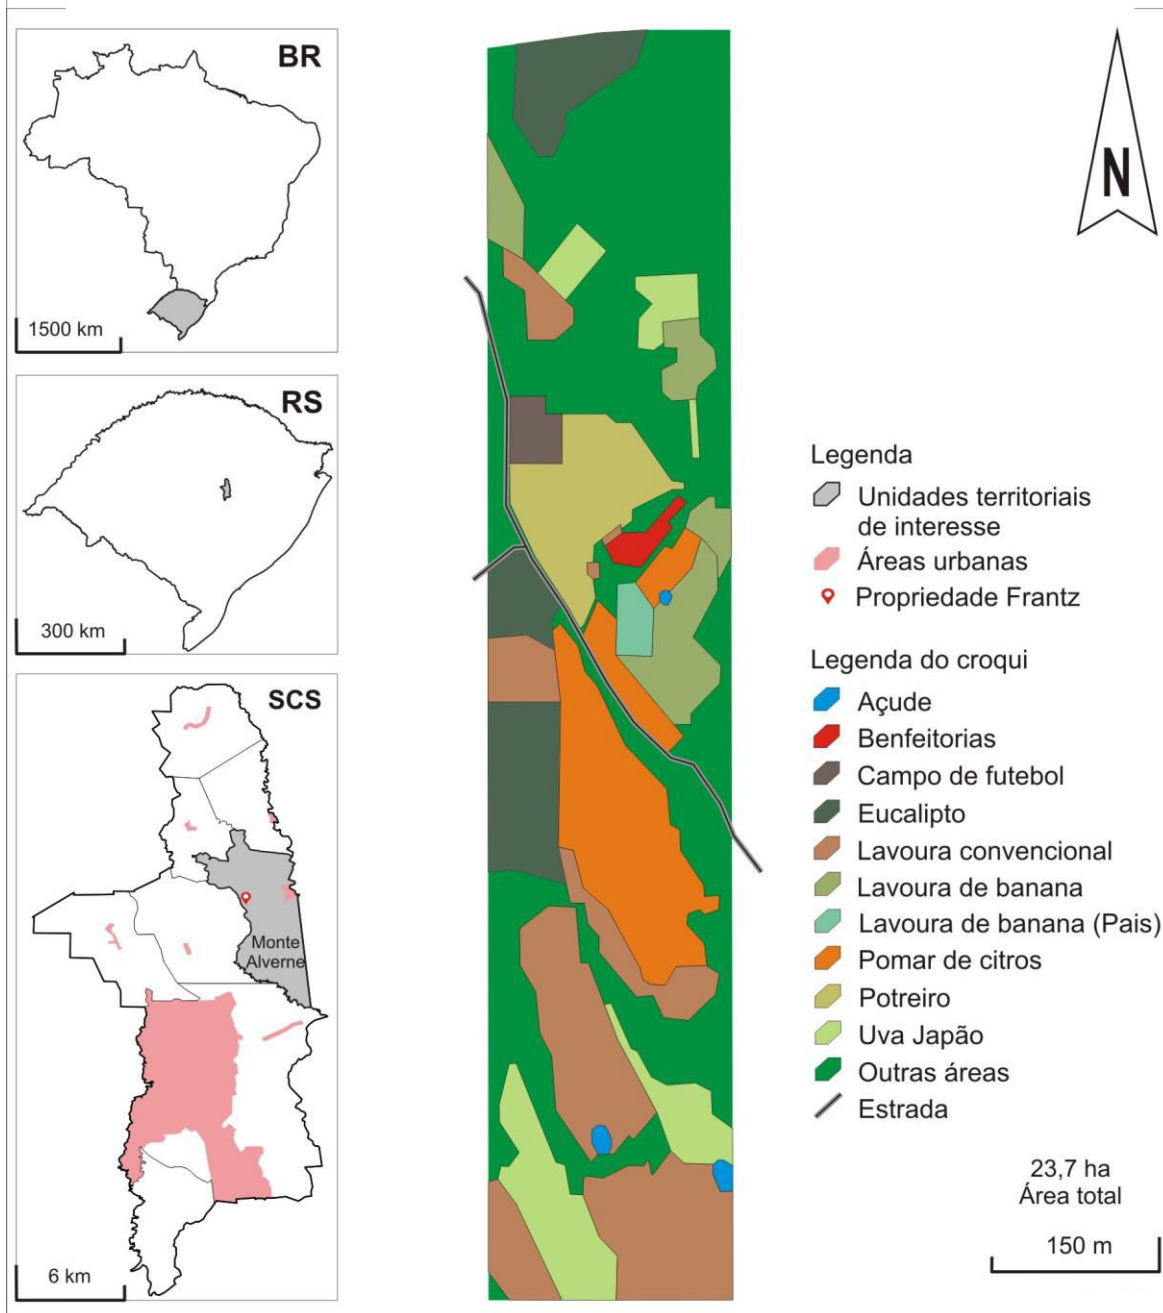 BR
1500 km
RS
300 km
SCS
Monte
Alverne
6 km
N
Legenda
Unidades territoriais
de interesse
Áreas urbanas
Propriedade Frantz
Legenda do croqui
Açude
Benfeitorias
Campo de futebol
Eucalipto
Lavoura convencional
Lavoura de banana
Lavoura de banana (Pais)
Pomar de citros
Potreiro
Uva Japão
Outras áreas
Estrada
23,7 ha
Área total
150 m